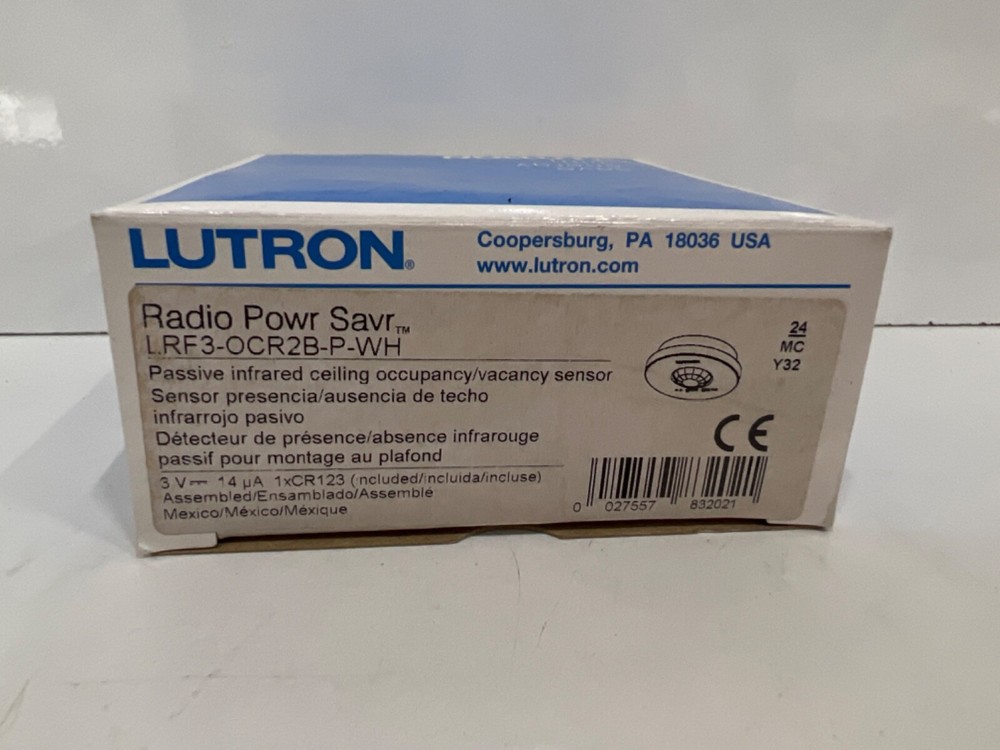 LUTRON®
Coopersburg, PA 18036 USA
www.lutron.com
Radio Powr Savr™
LRF3-OCR2B-P-WH
Passive infrared ceiling occupancy/vacancy sensor
Sensor presencia/ausencia de techo
infrarrojo pasivo
Détecteur de présence/absence infrarouge
passif pour montage au plafond
3 V⎓ 14 µA 1xCR123 (included/incluida/incluse)
Assembled/Ensamblado/Assemblé
Mexico/México/Mexique
24
MC
Y32
CE
0 027557 832021